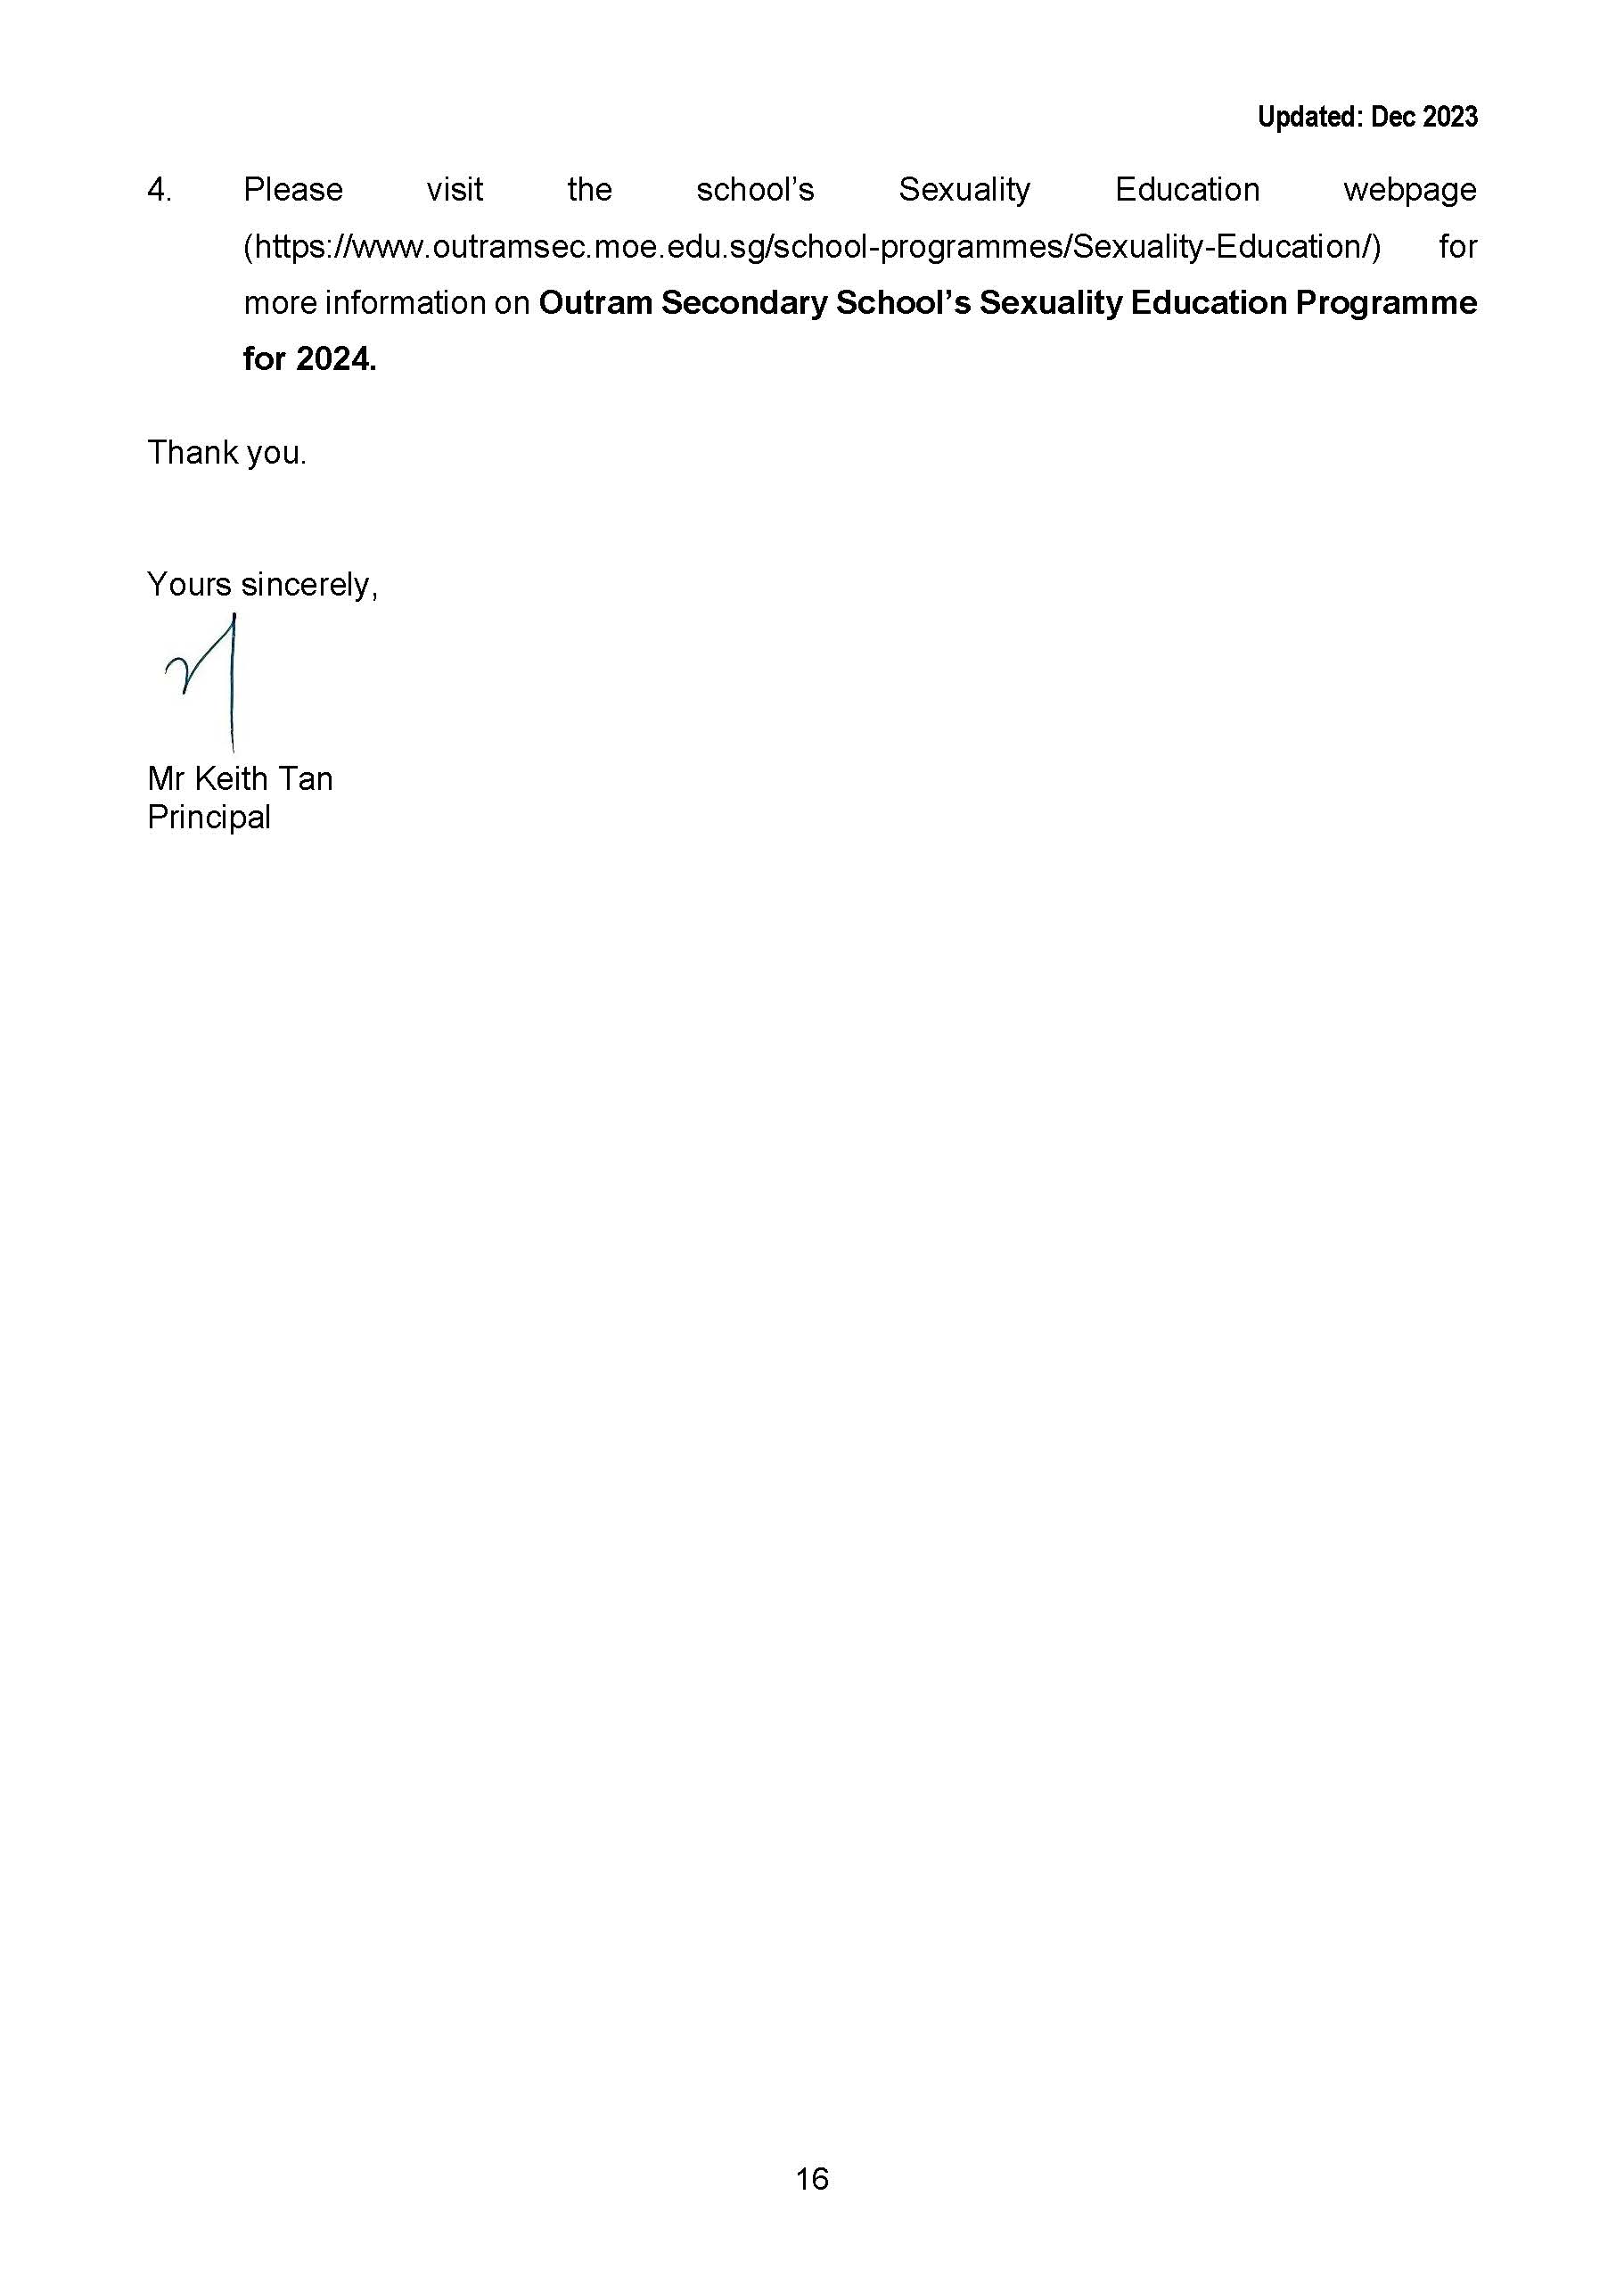 Updated: Dec 2023
4. Please visit the school’s Sexuality Education webpage
(https://www.outramsec.moe.edu.sg/school-programmes/Sexuality-Education/) for
more information on Outram Secondary School’s Sexuality Education Programme
for 2024.
Thank you.
Yours sincerely,
Mr Keith Tan
Principal
16